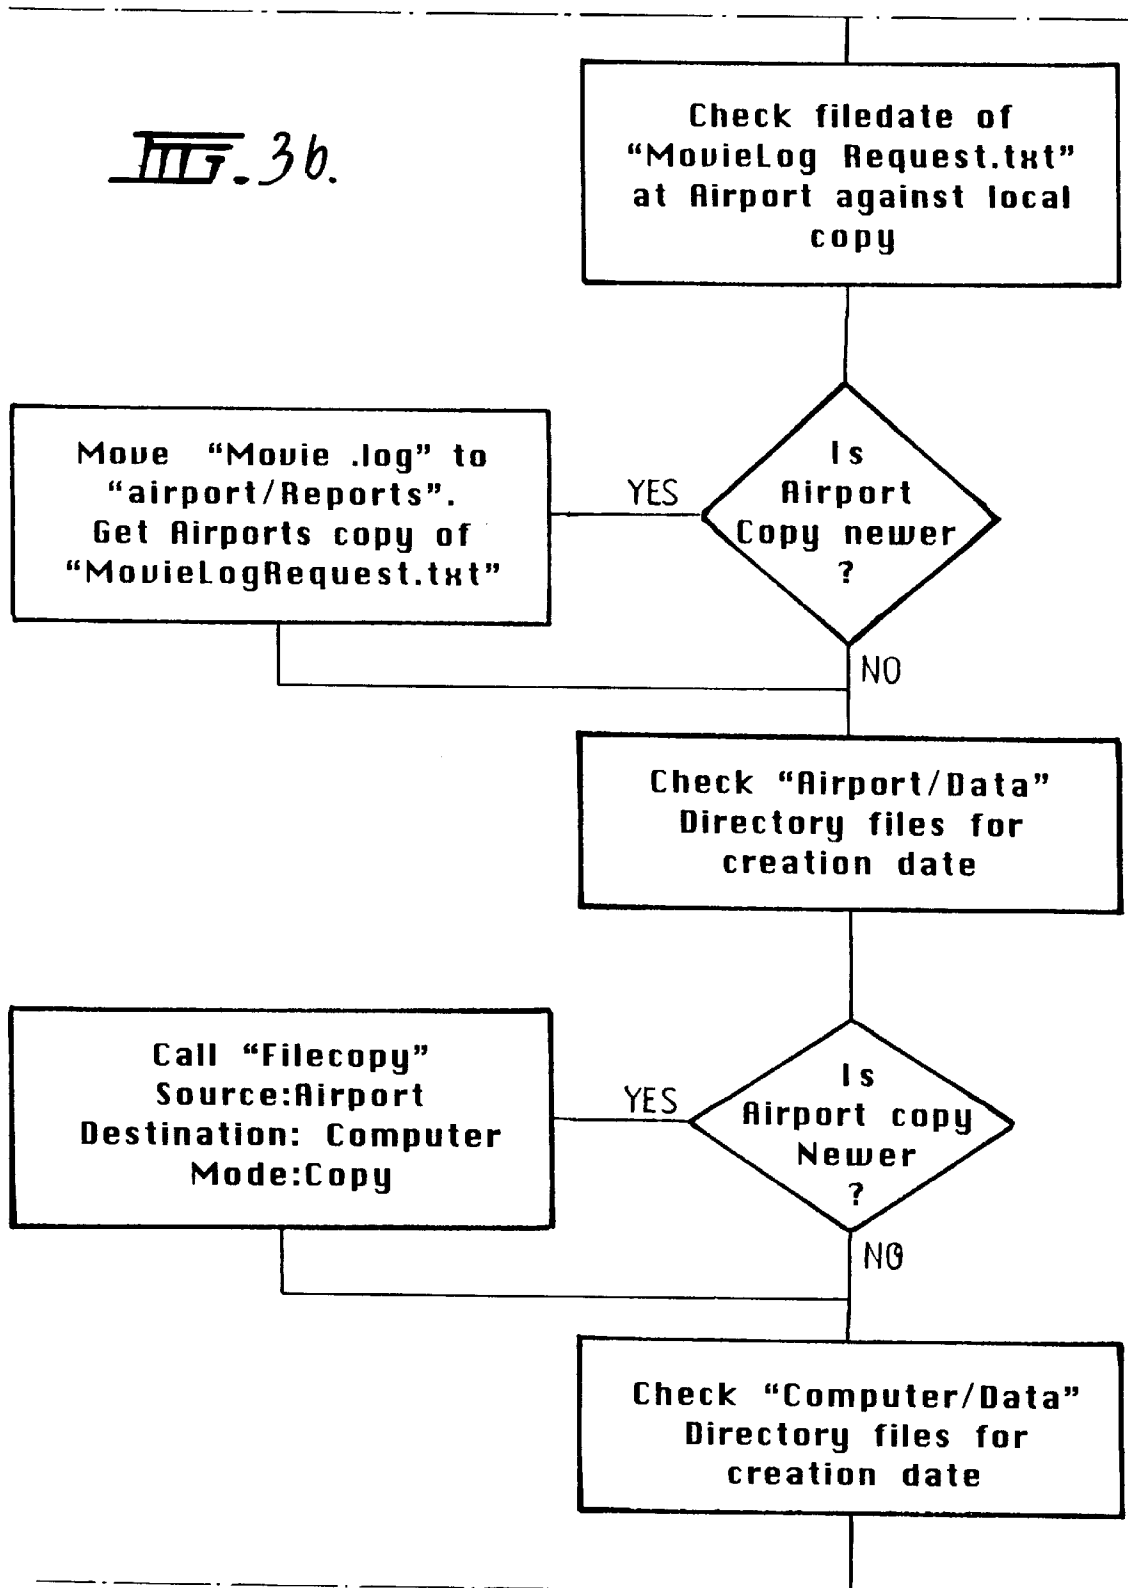 FIG. 3b.
Check filedate of
“MovieLog Request.txt”
at Airport against local
copy
Is
Airport
Copy newer
?
YES
Move “Movie .log” to
“airport/Reports”.
Get Airports copy of
“MovieLogRequest.txt”
NO
Check “Airport/Data”
Directory files for
creation date
Is
Airport copy
Newer
?
YES
Call “Filecopy”
Source:Airport
Destination: Computer
Mode:Copy
NO
Check “Computer/Data”
Directory files for
creation date